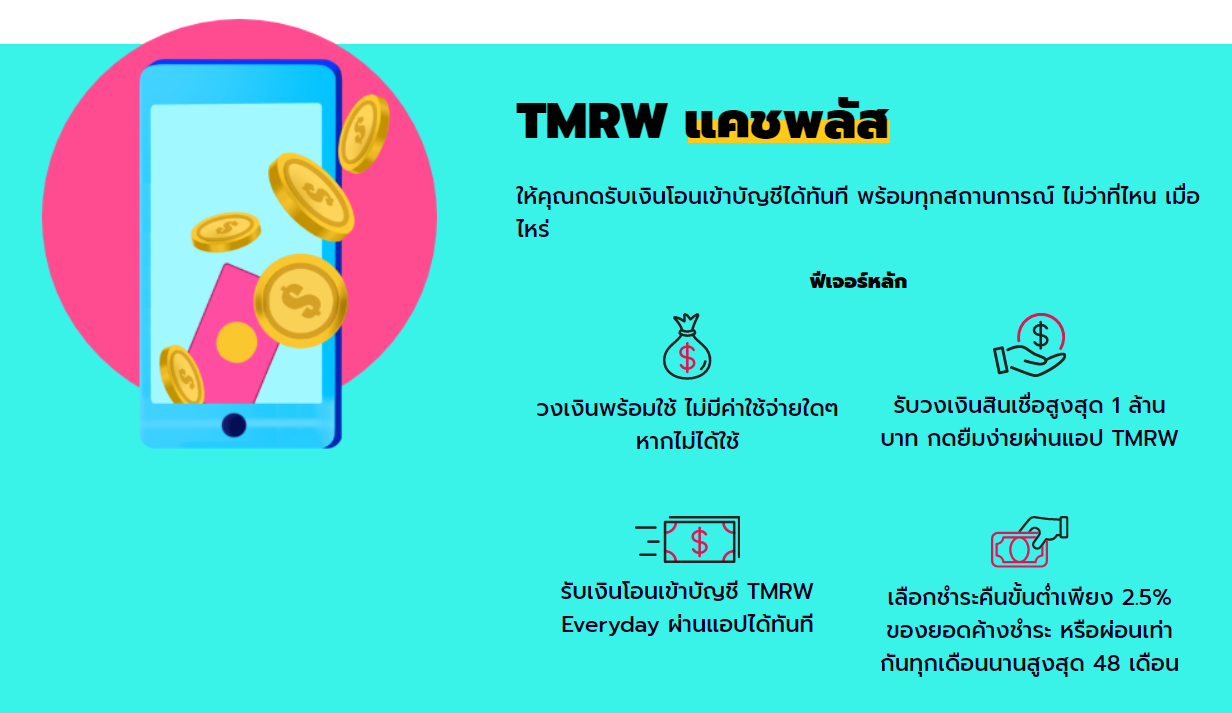 TMRW แคชพลัส
ให้คุณกดรับเงินโอนเข้าบัญชีได้ทันที พร้อมทุกสถานการณ์ ไม่ว่าที่ไหน เมื่อ
ไหร่
ฟีเจอร์หลัก
วงเงินพร้อมใช้ ไม่มีค่าใช้จ่ายใดๆ
หากไม่ได้ใช้
รับวงเงินสินเชื่อสูงสุด 1 ล้าน
บาท กดยืมง่ายผ่านแอป TMRW
รับเงินโอนเข้าบัญชี TMRW
Everyday ผ่านแอปได้ทันที
เลือกชำระคืนขั้นต่ำเพียง 2.5%
ของยอดค้างชำระ หรือผ่อนเท่า
กันทุกเดือนนานสูงสุด 48 เดือน